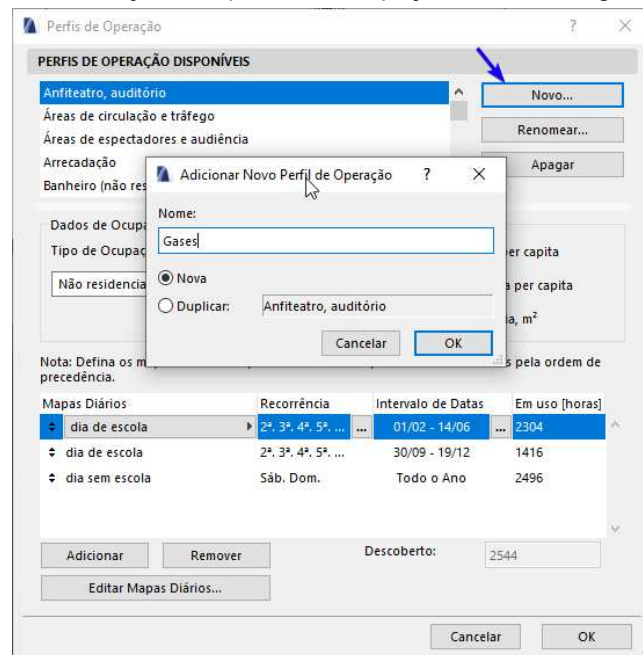 Perfis de Operação ? ×
PERFIS DE OPERAÇÃO DISPONÍVEIS
Anfiteatro, auditório
Novo...
Áreas de circulação e tráfego
Áreas de espectadores e audiência
Renomear...
Arrecadação
Apagar
Banheiro (não res
Adicionar Novo Perfil de Operação ? ×
Nome:
Gases
Nova
Duplicar: Anfiteatro, auditório
Cancelar OK
Dados de Ocupa
Tipo de Ocupaç
er capita
Não residencia
a per capita
ia, m²
Nota: Defina os m
s pela ordem de
precedência.
Mapas Diários Recorrência Intervalo de Datas Em uso [horas]
dia de escola 2ª. 3ª. 4ª. 5ª. ... ... 01/02 - 14/06 ... 2304
dia de escola 2ª. 3ª. 4ª. 5ª. ... 30/09 - 19/12 1416
dia sem escola Sáb. Dom. Todo o Ano 2496
Adicionar Remover Descoberto: 2544
Editar Mapas Diários...
Cancelar OK